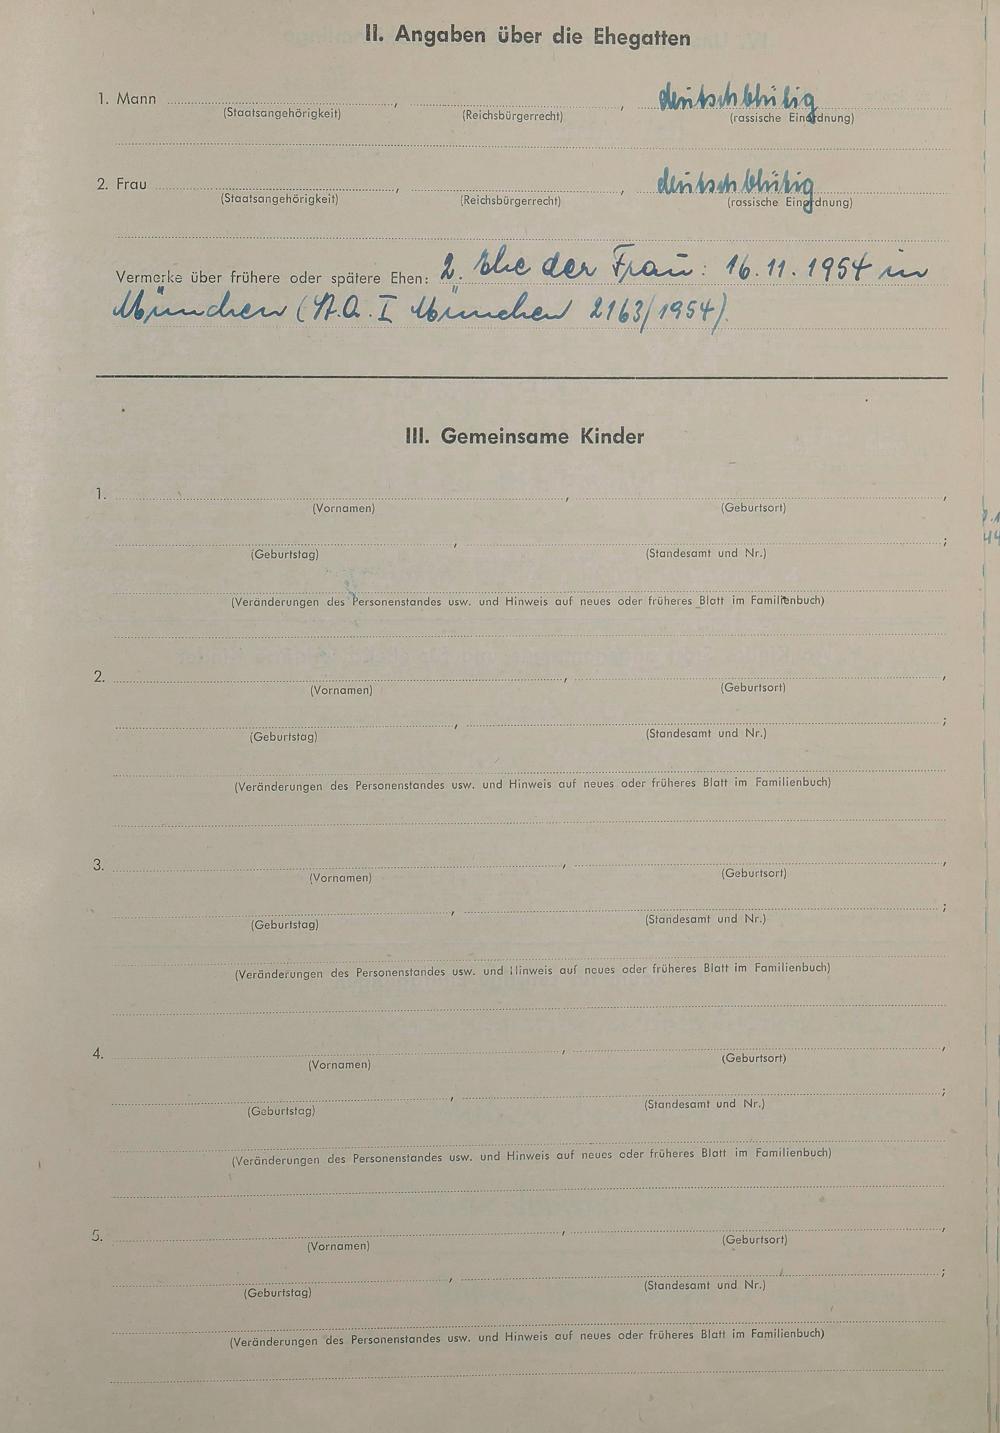 II. Angaben über die Ehegatten
1. Mann , , deutschblütig
(Staatsangehörigkeit) (Reichsbürgerrecht) (rassische Einordnung)
2. Frau , , deutschblütig
(Staatsangehörigkeit) (Reichsbürgerrecht) (rassische Einordnung)
Vermerke über frühere oder spätere Ehen: 2. Ehe der Frau: 16.11.1954 in
München (St.A. I München 2163/1954).
III. Gemeinsame Kinder
1. ,
(Vornamen) (Geburtsort)
, ;
(Geburtstag) (Standesamt und Nr.)
(Veränderungen des Personenstandes usw. und Hinweis auf neues oder früheres Blatt im Familienbuch)
2. , ,
(Vornamen) (Geburtsort)
, ;
(Geburtstag) (Standesamt und Nr.)
(Veränderungen des Personenstandes usw. und Hinweis auf neues oder früheres Blatt im Familienbuch)
3. , ,
(Vornamen) (Geburtsort)
, ;
(Geburtstag) (Standesamt und Nr.)
(Veränderungen des Personenstandes usw. und Hinweis auf neues oder früheres Blatt im Familienbuch)
4. , ,
(Vornamen) (Geburtsort)
, ;
(Geburtstag) (Standesamt und Nr.)
(Veränderungen des Personenstandes usw. und Hinweis auf neues oder früheres Blatt im Familienbuch)
5. , ,
(Vornamen) (Geburtsort)
, ;
(Geburtstag) (Standesamt und Nr.)
(Veränderungen des Personenstandes usw. und Hinweis auf neues oder früheres Blatt im Familienbuch)